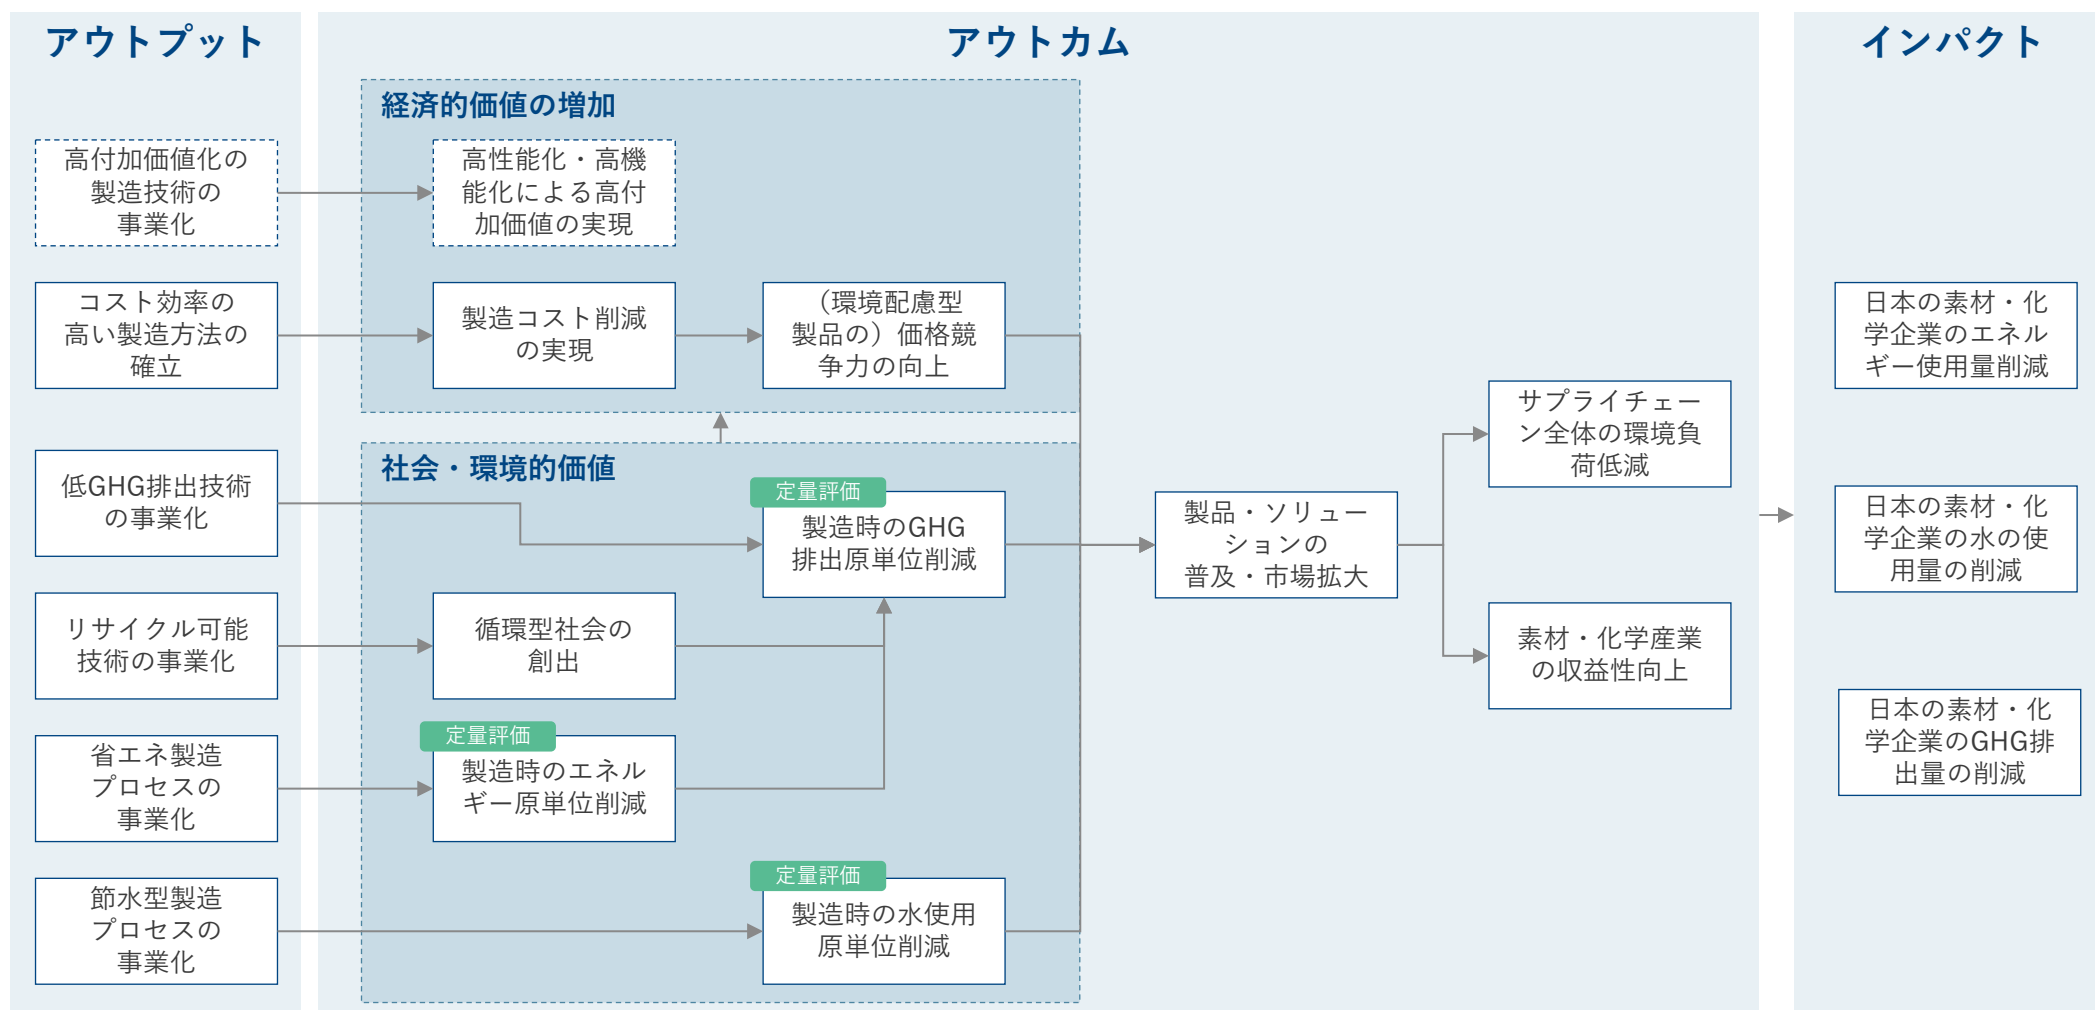 アウトプット
高付加価値化の
製造技術の
事業化
コスト効率の
高い製造方法の
確立
低GHG排出技術
の事業化
リサイクル可能
技術の事業化
省エネ製造
プロセスの
事業化
節水型製造
プロセスの
事業化
アウトカム
経済的価値の増加
高性能化・高機
能化による高付
加価値の実現
製造コスト削減
の実現
（環境配慮型
製品の）価格競
争力の向上
社会・環境的価値
定量評価
製造時のGHG
排出原単位削減
循環型社会の
創出
定量評価
製造時のエネル
ギー原単位削減
定量評価
製造時の水使用
原単位削減
製品・ソリュー
ションの
普及・市場拡大
サプライチェー
ン全体の環境負
荷低減
素材・化学産業
の収益性向上
インパクト
日本の素材・化
学企業のエネル
ギー使用量削減
日本の素材・化
学企業の水の使
用量の削減
日本の素材・化
学企業のGHG排
出量の削減